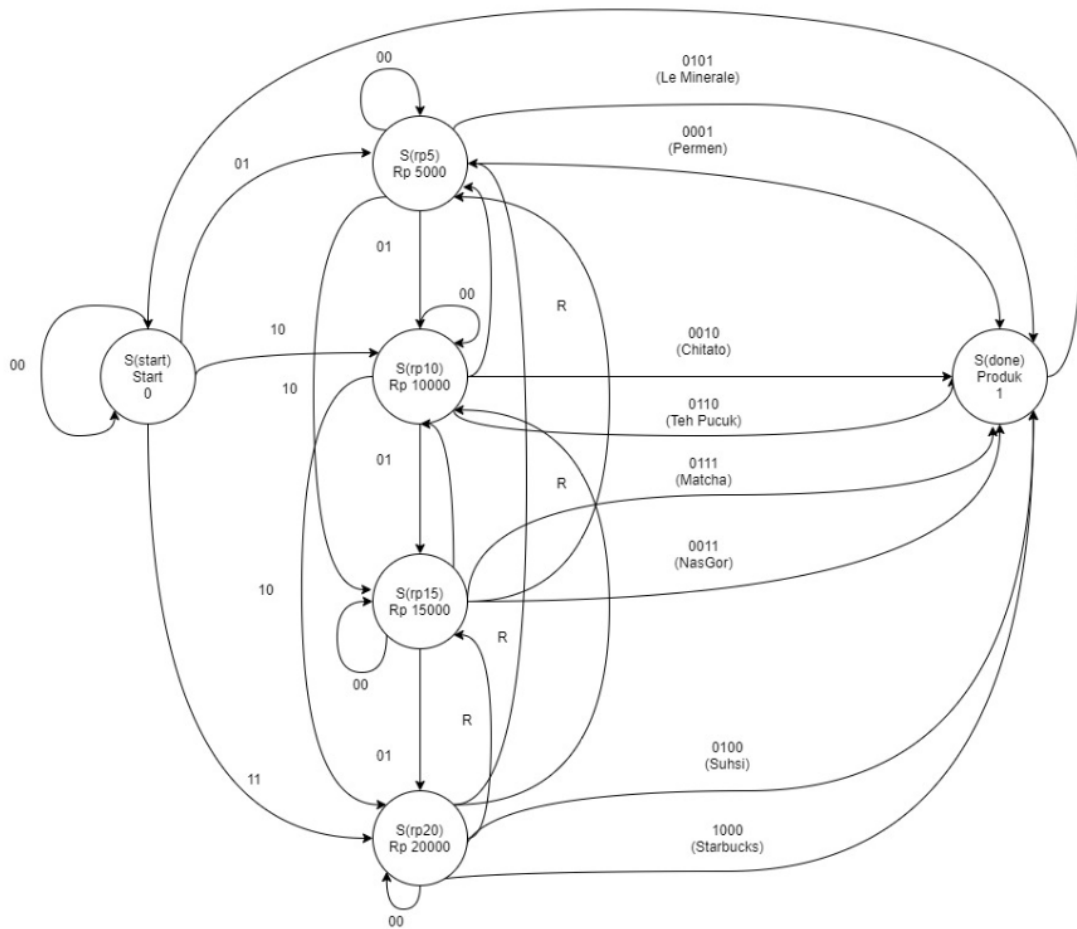 00
0101
(Le Minerale)
0001
(Permen)
S(rp5)
Rp 5000
01
01
R
00
10
0010
(Chitato)
00
S(start)
Start
0
S(rp10)
Rp 10000
S(done)
Produk
1
10
0110
(Teh Pucuk)
01
R
0111
(Matcha)
0011
(NasGor)
10
S(rp15)
Rp 15000
R
00
R
01
0100
(Suhsi)
11
S(rp20)
Rp 20000
1000
(Starbucks)
00